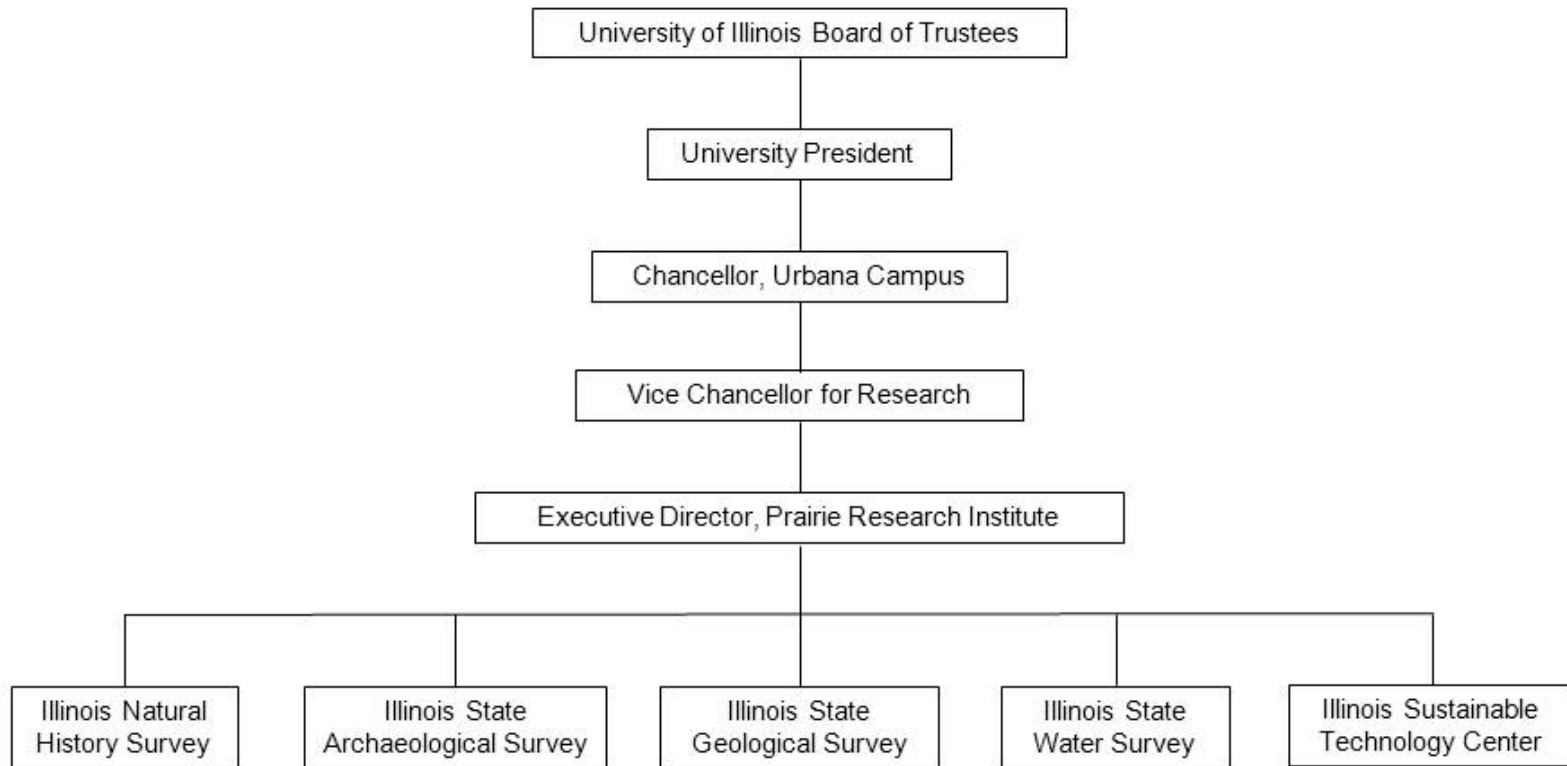 University of Illinois Board of Trustees
University President
Chancellor, Urbana Campus
Vice Chancellor for Research
Executive Director, Prairie Research Institute
Illinois Natural
History Survey
Illinois State
Archaeological Survey
Illinois State
Geological Survey
Illinois State
Water Survey
Illinois Sustainable
Technology Center